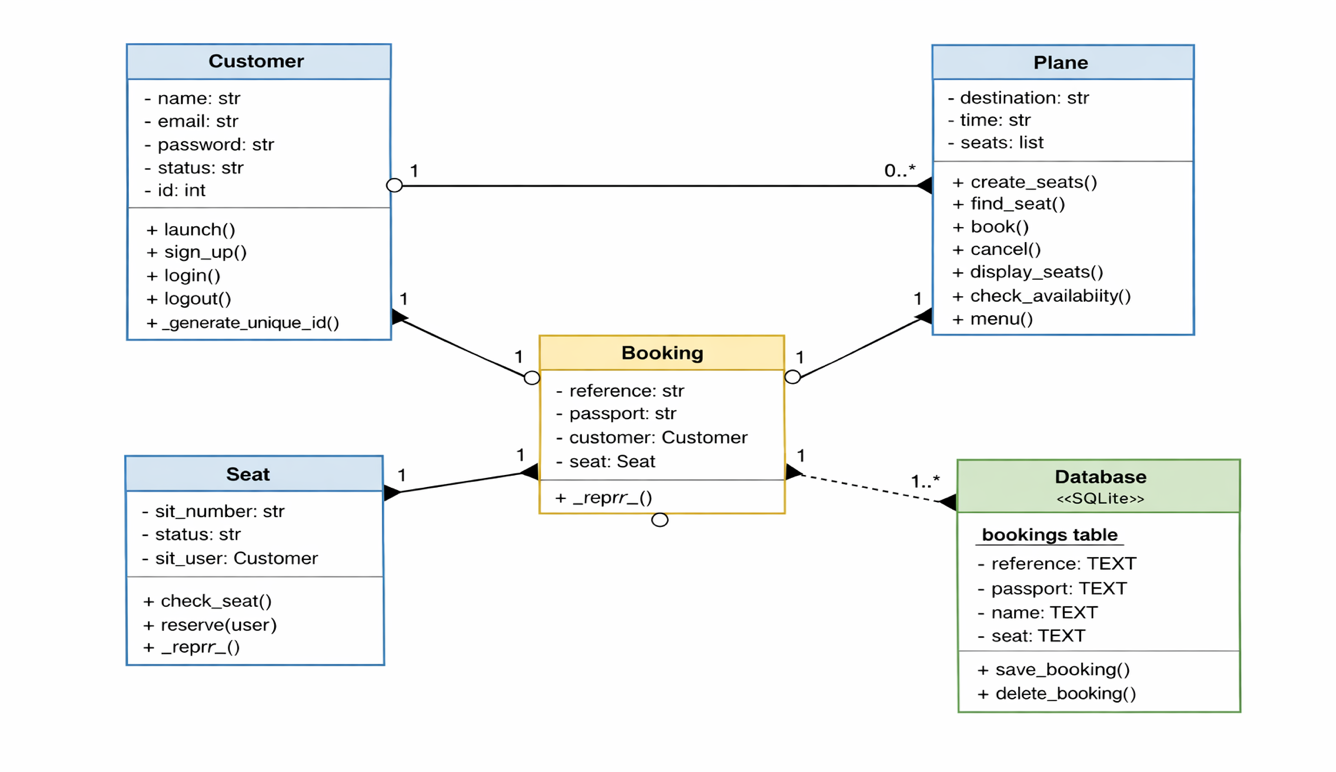 Customer
- name: str
- email: str
- password: str
- status: str
- id: int
+ launch()
+ sign_up()
+ login()
+ logout()
+ _generate_unique_id()
1
0..*
Plane
- destination: str
- time: str
- seats: list
+ create_seats()
+ find_seat()
+ book()
+ cancel()
+ display_seats()
+ check_availabiity()
+ menu()
1
1
1
1
Booking
- reference: str
- passport: str
- customer: Customer
- seat: Seat
+ _reprr_()
1
1
1
1..*
Seat
- sit_number: str
- status: str
- sit_user: Customer
+ check_seat()
+ reserve(user)
+ _reprr_()
Database
<<SQLite>>
bookings table
- reference: TEXT
- passport: TEXT
- name: TEXT
- seat: TEXT
+ save_booking()
+ delete_booking()